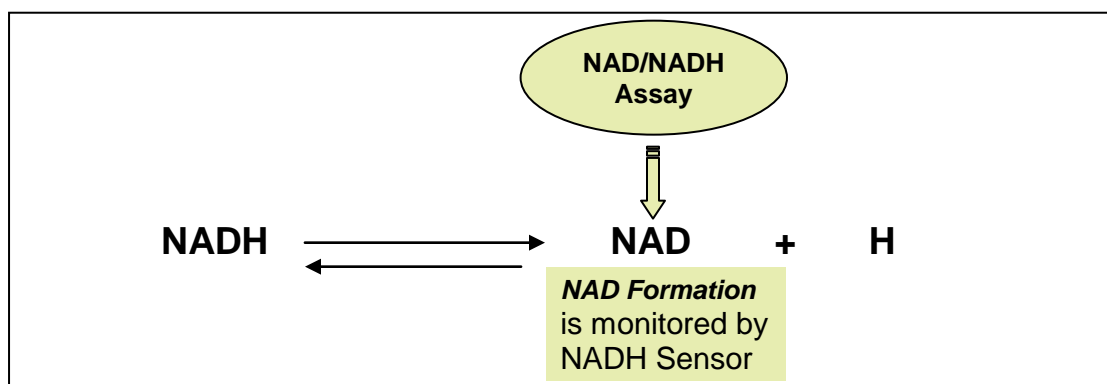 NAD/NADH
Assay
NADH NAD + H
NAD Formation
is monitored by
NADH Sensor